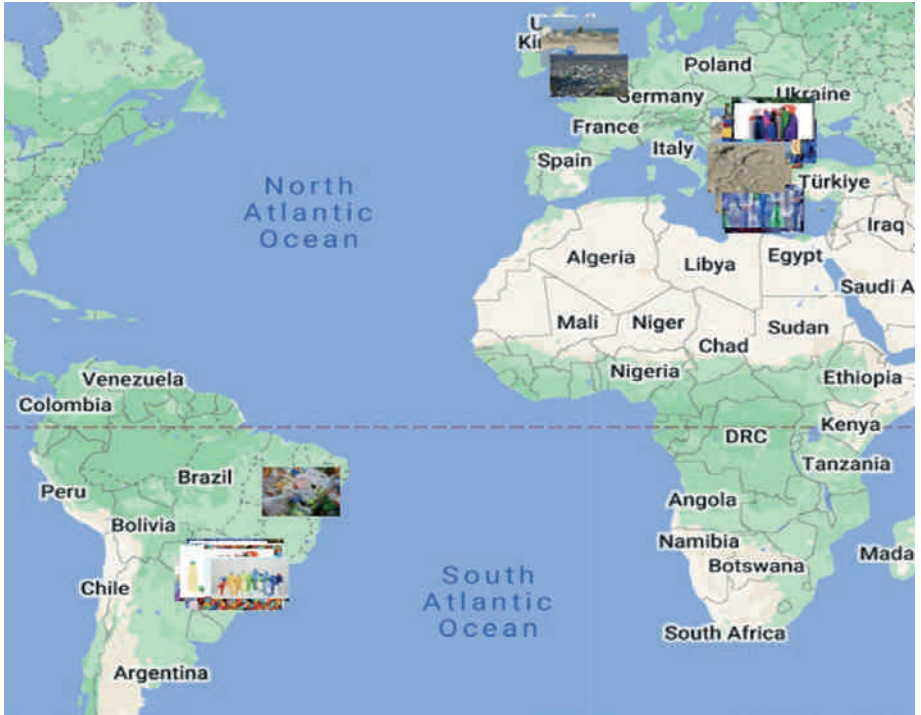 U
Ki
Poland
Germany
Ukraine
France
Italy
Spain
Türkiye
North
Atlantic
Ocean
Iraq
Algeria
Libya
Egypt
Saudi A
Mali
Niger
Sudan
Chad
Nigeria
Ethiopia
Venezuela
Colombia
Kenya
DRC
Tanzania
Brazil
Peru
Angola
Bolivia
Namibia
Mada
Botswana
Chile
South
Atlantic
Ocean
South Africa
Argentina